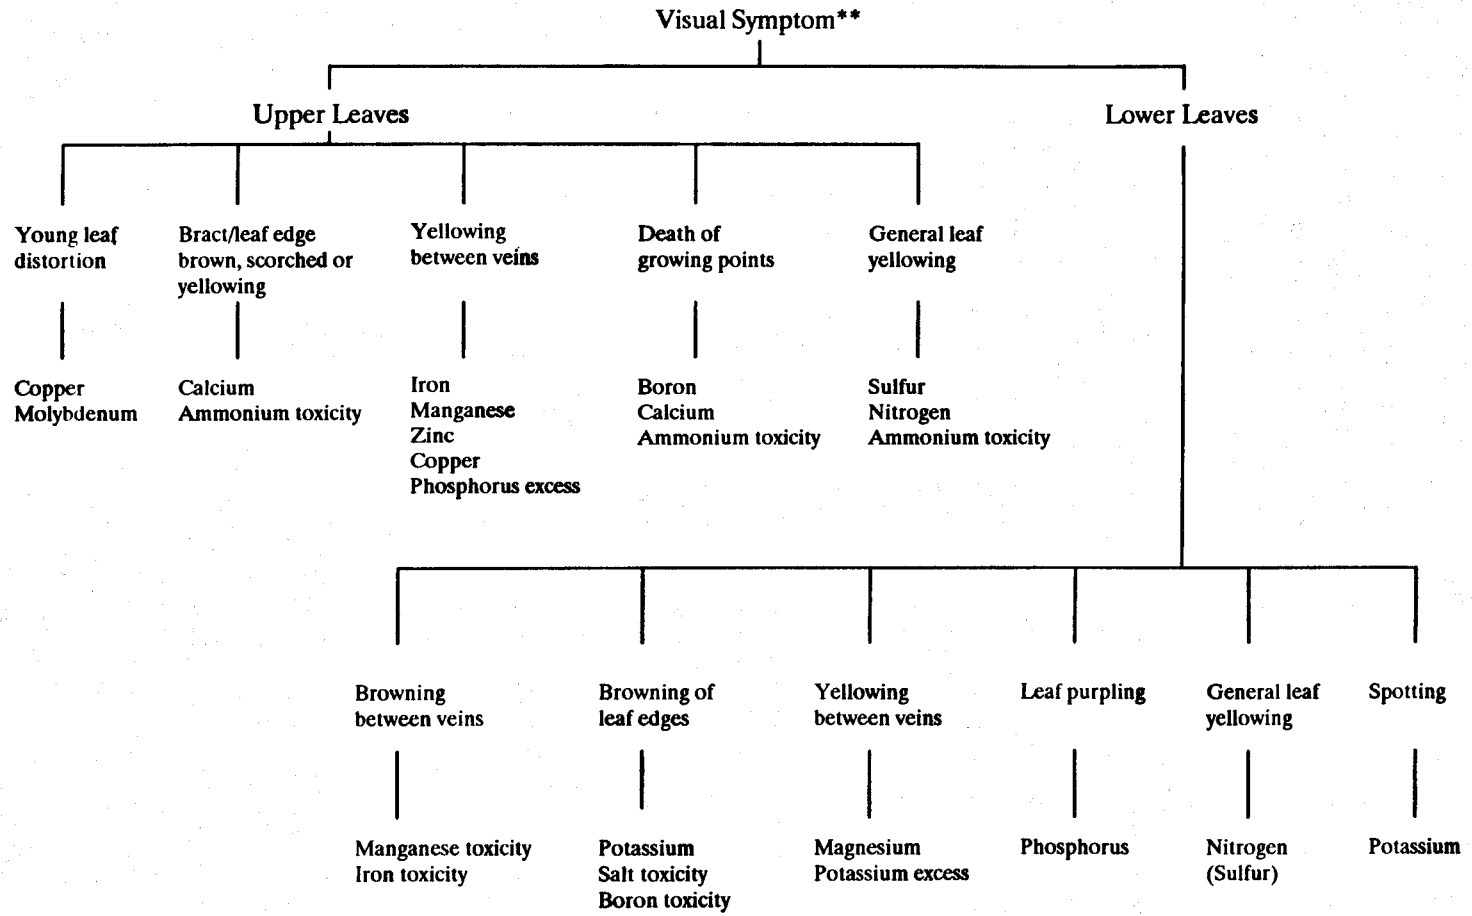 Visual Symptom**
Upper Leaves
Lower Leaves
Young leaf
distortion
Bract/leaf edge
brown, scorched or
yellowing
Yellowing
between veins
Death of
growing points
General leaf
yellowing
Copper
Molybdenum
Calcium
Ammonium toxicity
Iron
Manganese
Zinc
Copper
Phosphorus excess
Boron
Calcium
Ammonium toxicity
Sulfur
Nitrogen
Ammonium toxicity
Browning
between veins
Browning of
leaf edges
Yellowing
between veins
Leaf purpling
General leaf
yellowing
Spotting
Manganese toxicity
Iron toxicity
Potassium
Salt toxicity
Boron toxicity
Magnesium
Potassium excess
Phosphorus
Nitrogen
(Sulfur)
Potassium